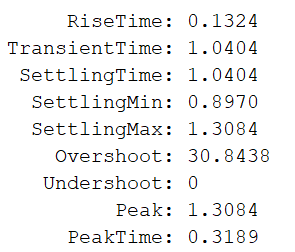 RiseTime: 0.1324
TransientTime: 1.0404
SettlingTime: 1.0404
SettlingMin: 0.8970
SettlingMax: 1.3084
Overshoot: 30.8438
Undershoot: 0
Peak: 1.3084
PeakTime: 0.3189